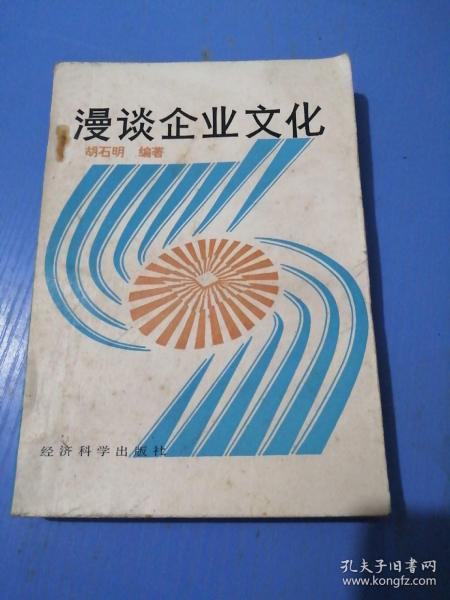 漫谈企业文化
胡石明 编著
经济科学出版社
孔夫子旧书网
www.kongfz.com